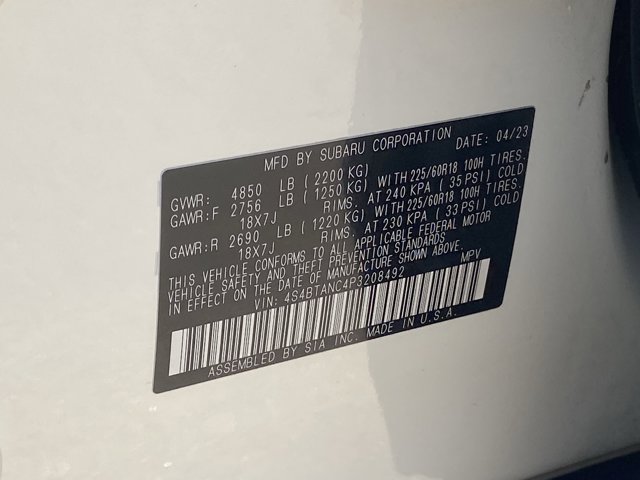 MFD BY SUBARU CORPORATION DATE: 04/23
GVWR: 4850 LB (2200 KG)
GAWR:F 2756 LB (1250 KG) WITH 225/60R18 100H TIRES.
18X7J RIMS. AT 240 KPA (35 PSI) COLD
GAWR:R 2690 LB (1220 KG) WITH 225/60R18 100H TIRES.
18X7J RIMS. AT 230 KPA (33 PSI) COLD
THIS VEHICLE CONFORMS TO ALL APPLICABLE FEDERAL MOTOR
VEHICLE SAFETY AND THEFT PREVENTION STANDARDS
IN EFFECT ON THE DATE OF MANUFACTURE SHOWN ABOVE.
VIN: 4S4BTANC4P3208492 MPV
ASSEMBLED BY SIA INC. MADE IN U.S.A.